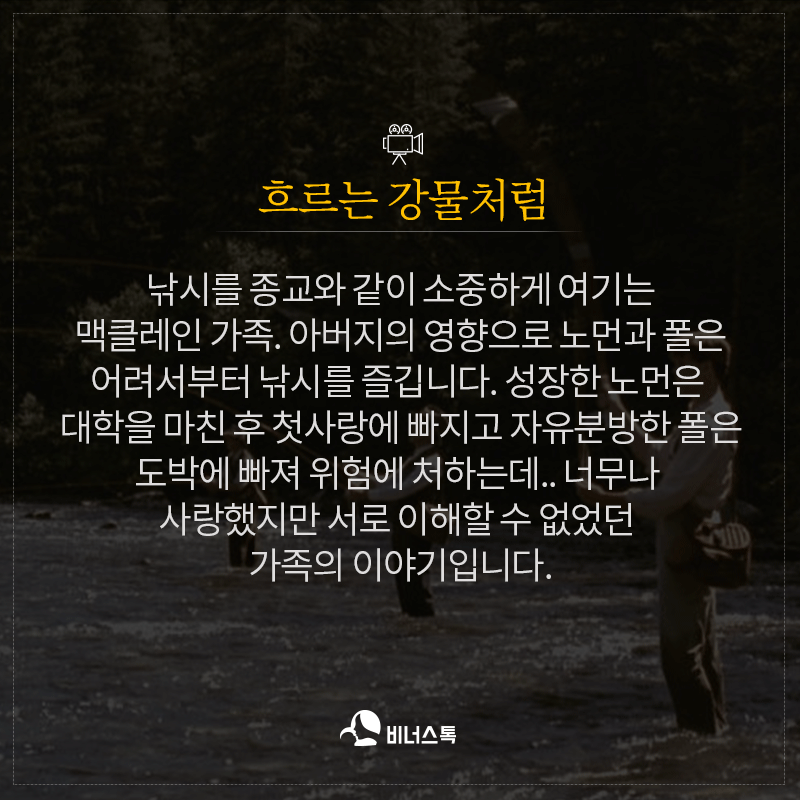 흐르는 강물처럼
낚시를 종교와 같이 소중하게 여기는
맥클레인 가족. 아버지의 영향으로 노먼과 폴은
어려서부터 낚시를 즐깁니다. 성장한 노먼은
대학을 마친 후 첫사랑에 빠지고 자유분방한 폴은
도박에 빠져 위험에 처하는데.. 너무나
사랑했지만 서로 이해할 수 없었던
가족의 이야기입니다.
비너스톡